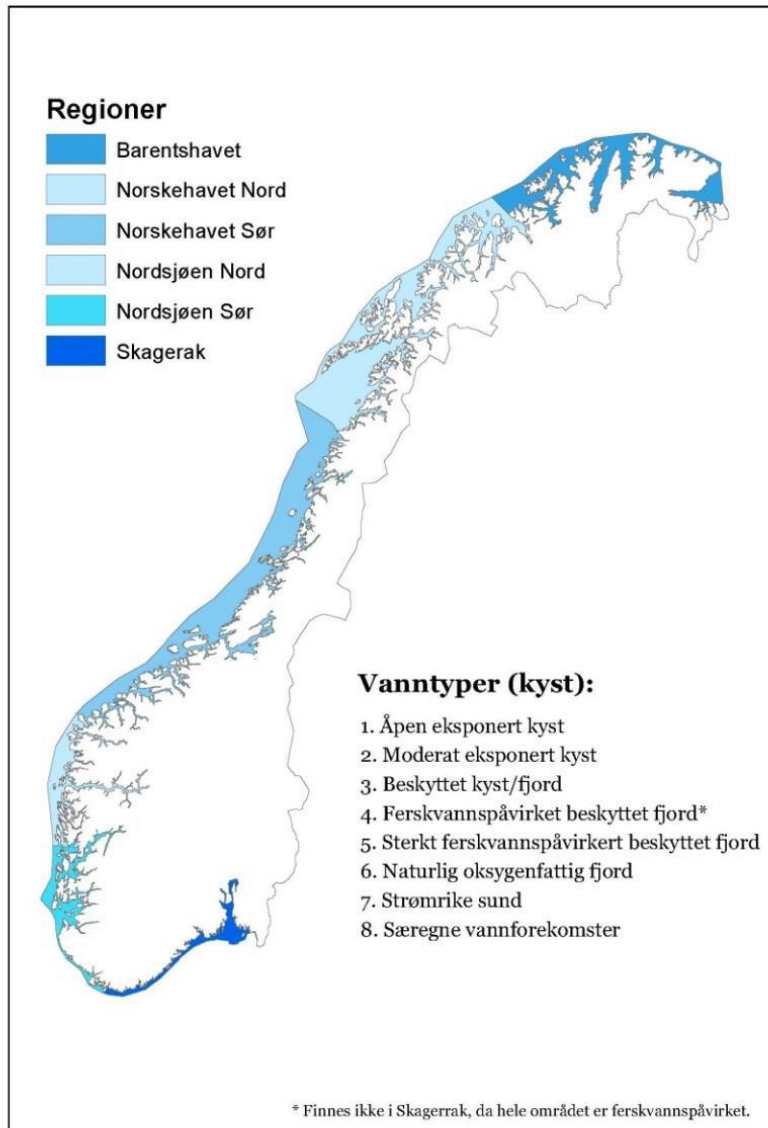 Regioner
Barentshavet
Norskehavet Nord
Norskehavet Sør
Nordsjøen Nord
Nordsjøen Sør
Skagerak
Vanntyper (kyst):
1. Åpen eksponert kyst
2. Moderat eksponert kyst
3. Beskyttet kyst/fjord
4. Ferskvannspåvirket beskyttet fjord*
5. Sterkt ferskvannspåvirkert beskyttet fjord
6. Naturlig oksygenfattig fjord
7. Strømrike sund
8. Særegne vannforekomster
* Finnes ikke i Skagerrak, da hele området er ferskvannspåvirket.